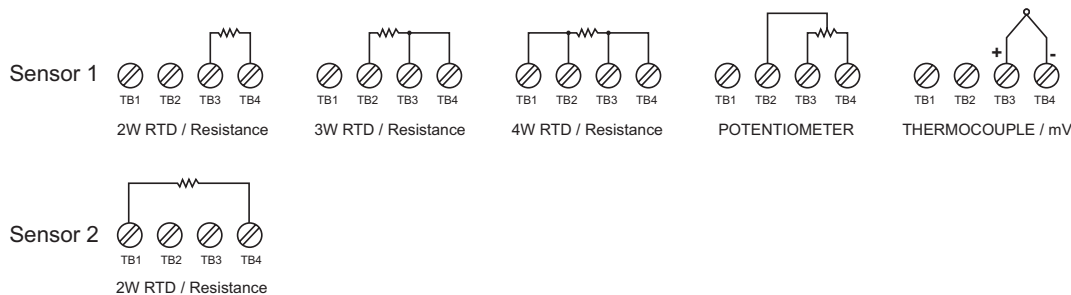 + -
Sensor 1
TB1 TB2 TB3 TB4 TB1 TB2 TB3 TB4 TB1 TB2 TB3 TB4 TB1 TB2 TB3 TB4 TB1 TB2 TB3 TB4
2W RTD / Resistance 3W RTD / Resistance 4W RTD / Resistance POTENTIOMETER THERMOCOUPLE / mV
Sensor 2
TB1 TB2 TB3 TB4
2W RTD / Resistance